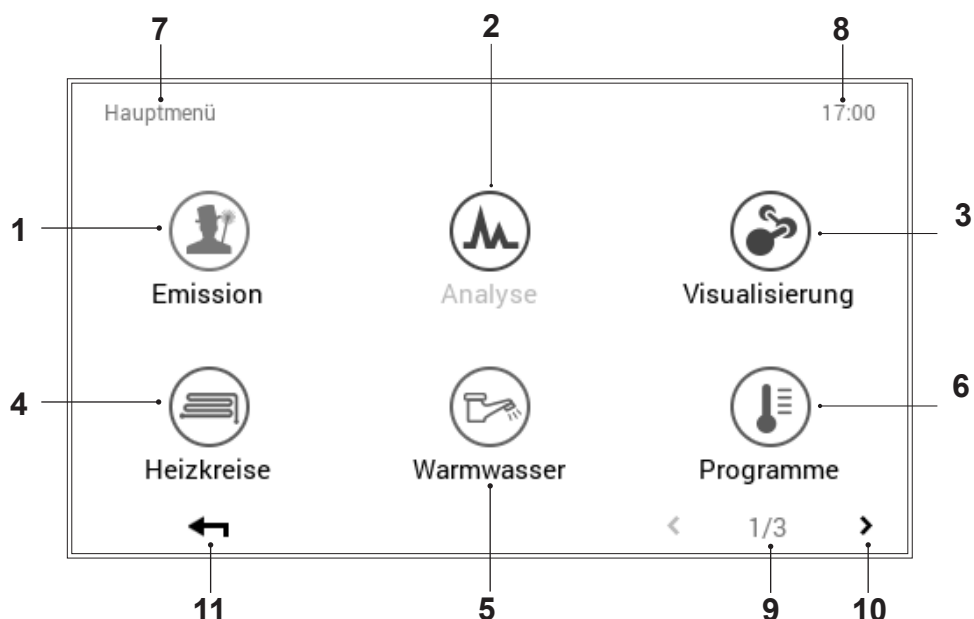 7 2 8
Hauptmenü 17:00
1 3
Emission Analyse Visualisierung
4 6
Heizkreise Warmwasser Programme
< 1/3 >
11 5 9 10